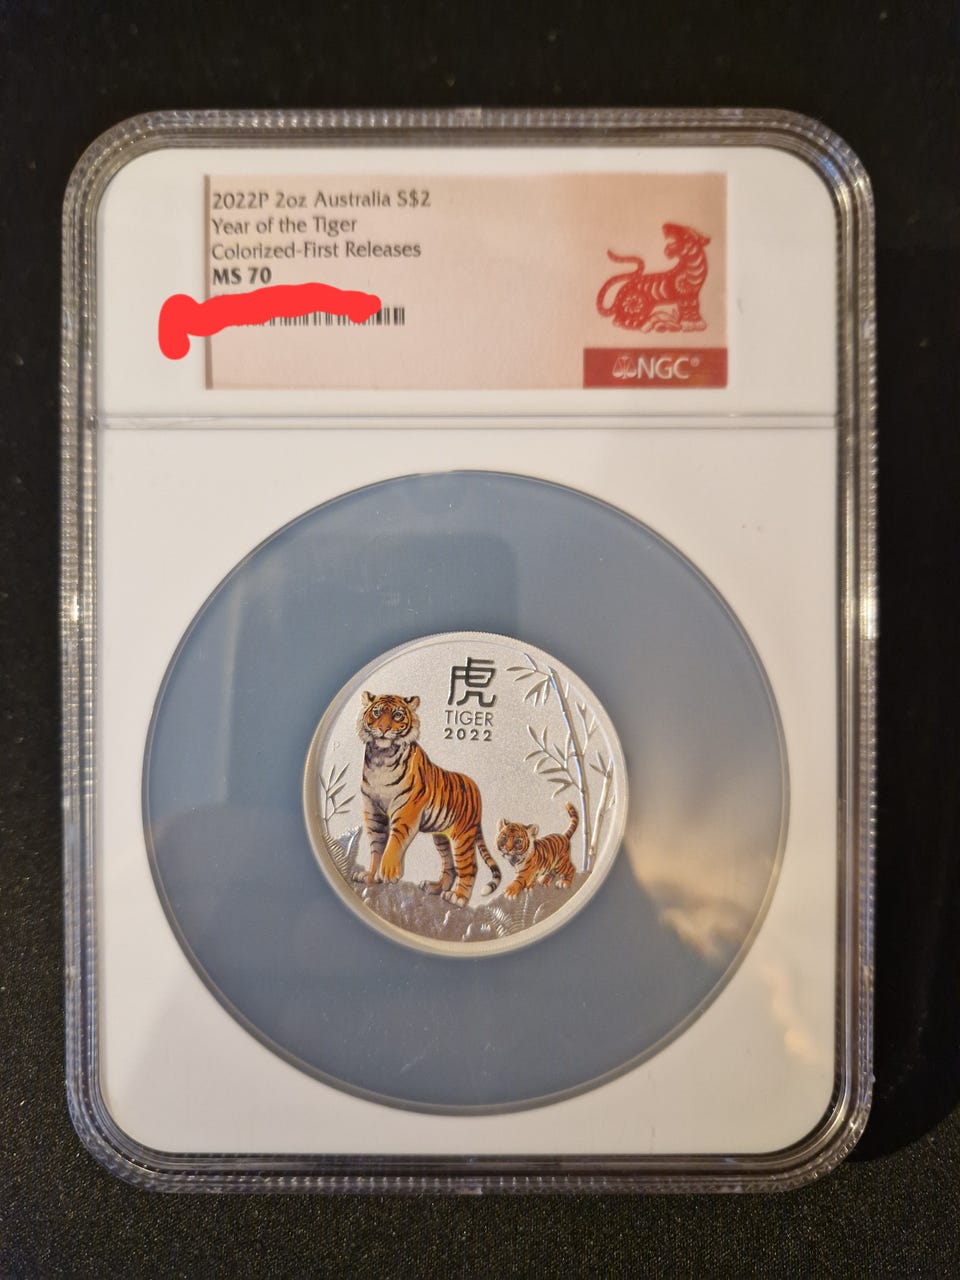 2022P 2oz Australia S$2
Year of the Tiger
Colorized-First Releases
MS 70
NGC®
虎
TIGER
2022
P